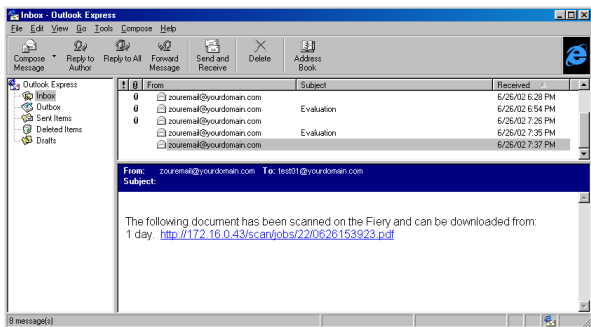 Inbox - Outlook Express
File Edit View Go Tools Compose Help
Compose Message
Reply to Author
Reply to All
Forward Message
Send and Receive
Delete
Address Book
Outlook Express
Inbox
Outbox
Sent Items
Deleted Items
Drafts
! From Subject Received
zouremail@yourdomain.com 6/26/02 6:28 PM
zouremail@yourdomain.com Evaluation 6/26/02 6:54 PM
zouremail@yourdomain.com 6/26/02 7:26 PM
zouremail@yourdomain.com Evaluation 6/26/02 7:35 PM
zouremail@yourdomain.com 6/26/02 7:37 PM
From: zouremail@yourdomain.com To: test01@yourdomain.com
Subject:
The following document has been scanned on the Fiery and can be downloaded from:
1 day. http://172.16.0.43/scan/jobs/22/0626153923.pdf
8 message(s)